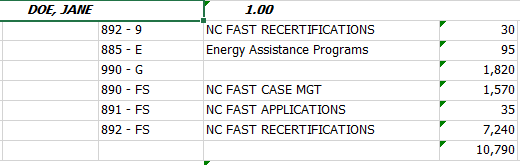 DOE, JANE 1.00
892 - 9 NC FAST RECERTIFICATIONS 30
885 - E Energy Assistance Programs 95
990 - G 1,820
890 - FS NC FAST CASE MGT 1,570
891 - FS NC FAST APPLICATIONS 35
892 - FS NC FAST RECERTIFICATIONS 7,240
10,790